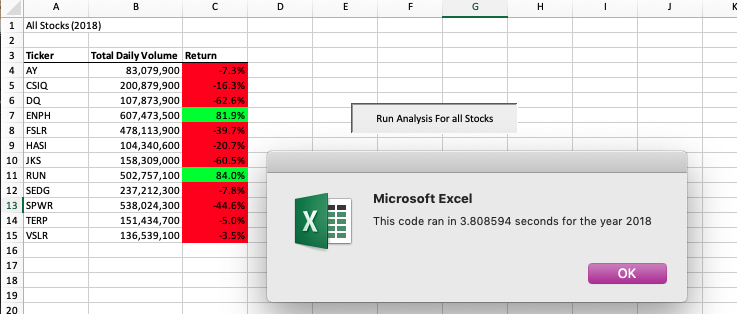 A B C D E F G H I J K
1 All Stocks (2018)
2
3 Ticker Total Daily Volume Return
4 AY 83,079,900 -7.3%
5 CSIQ 200,879,900 -16.3%
6 DQ 107,873,900 -62.6%
7 ENPH 607,473,500 81.9%
8 FSLR 478,113,900 -39.7%
9 HASI 104,340,600 -20.7%
10 JKS 158,309,000 -60.5%
11 RUN 502,757,100 84.0%
12 SEDG 237,212,300 -7.8%
13 SPWR 538,024,300 -44.6%
14 TERP 151,434,700 -5.0%
15 VSLR 136,539,100 -3.5%
16
17
18
19
20
Run Analysis For all Stocks
X
Microsoft Excel
This code ran in 3.808594 seconds for the year 2018
OK